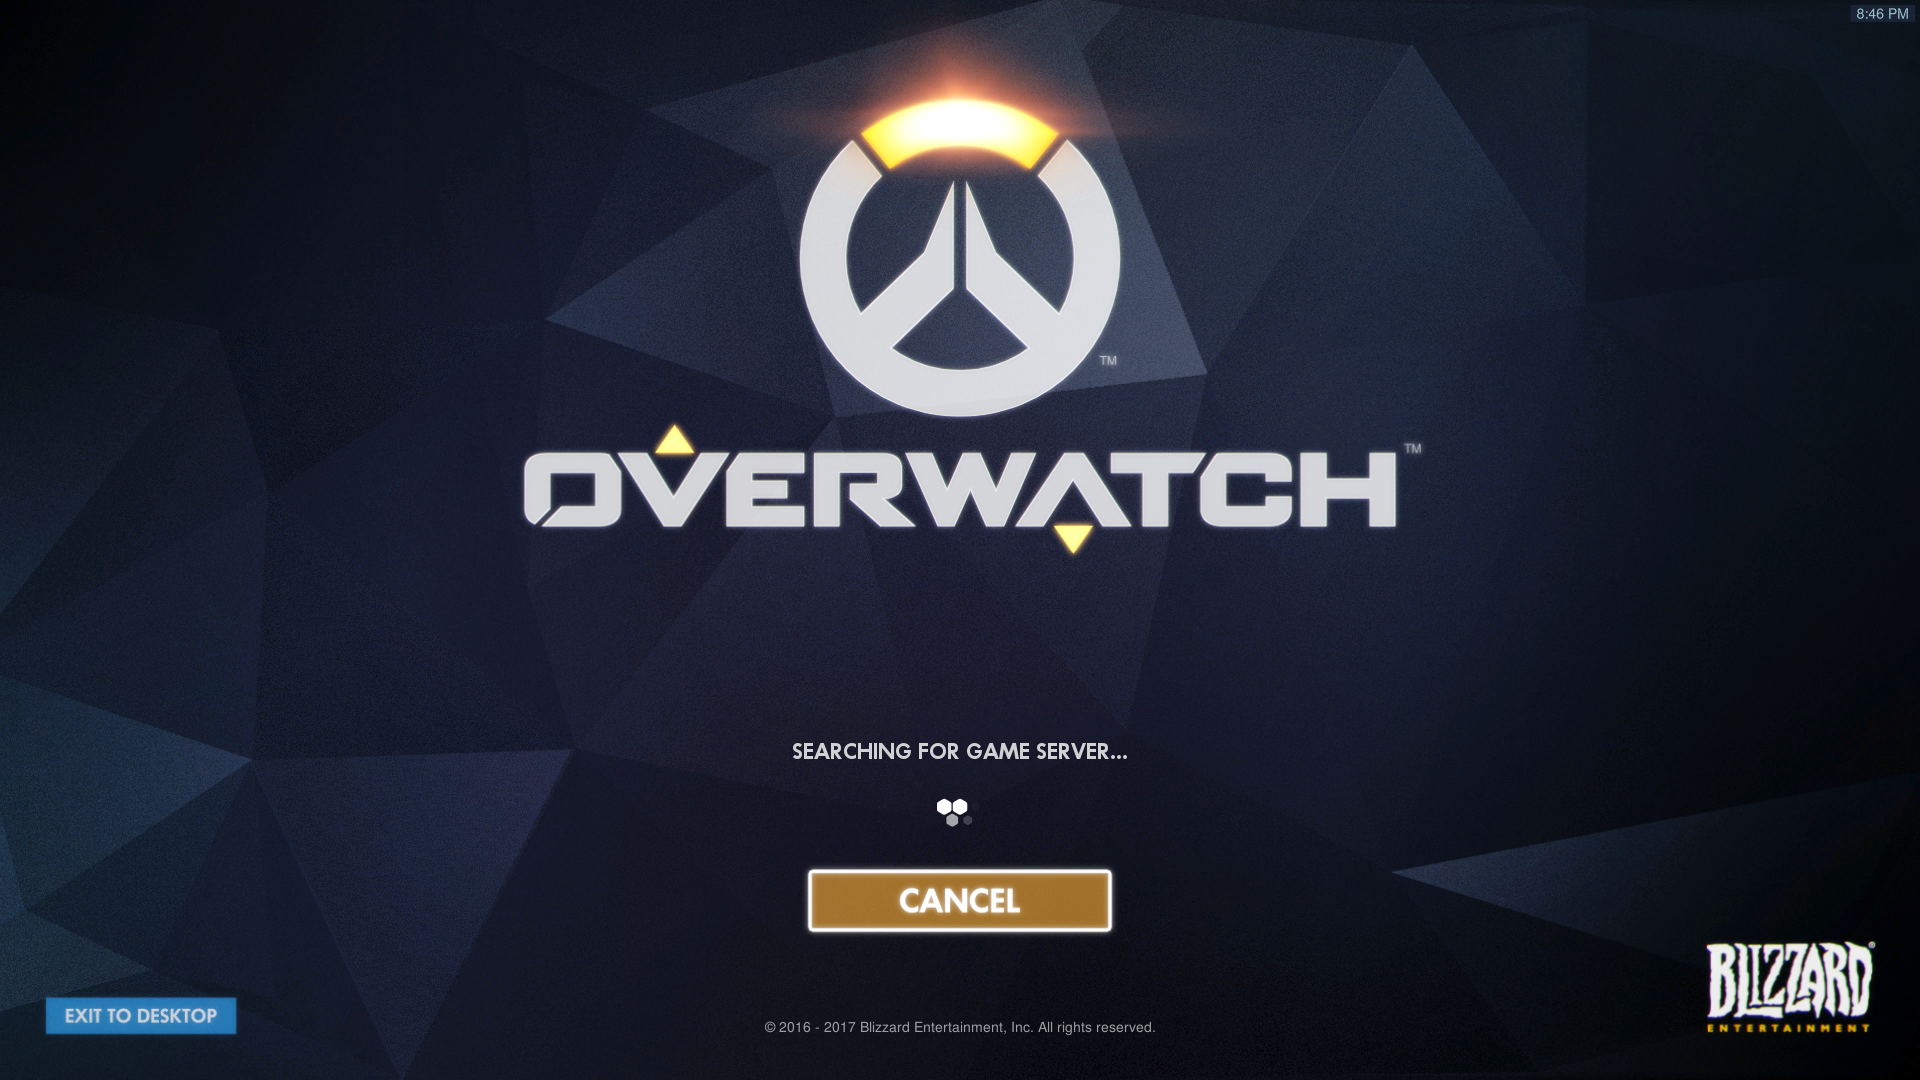 8:46 PM
TM
OVERWATCH TM
SEARCHING FOR GAME SERVER...
CANCEL
BLIZZARD®
ENTERTAINMENT
EXIT TO DESKTOP
© 2016 - 2017 Blizzard Entertainment, Inc. All rights reserved.